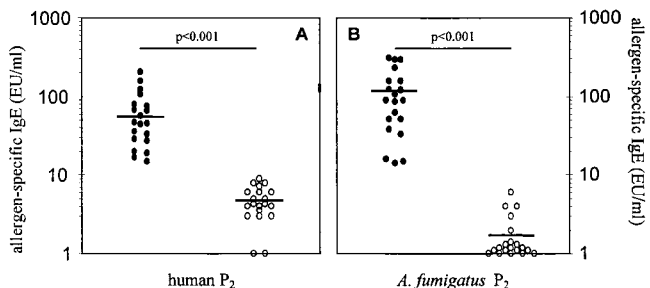 1000 p<0.001 A B p<0.001 1000
100 100
10 10
1 1
allergen-specific IgE (EU/ml)
allergen-specific IgE (EU/ml)
human P₂ A. fumigatus P₂